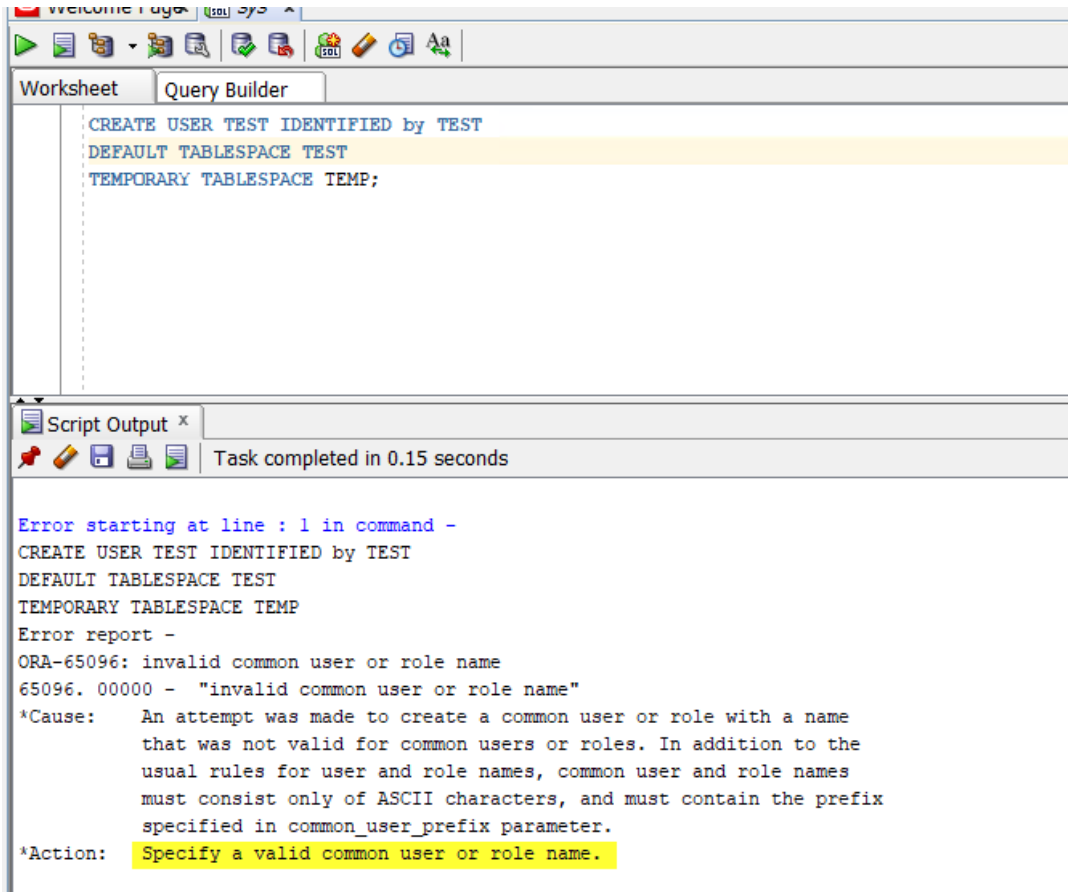 Welcome Page sys x
Worksheet Query Builder
CREATE USER TEST IDENTIFIED by TEST
DEFAULT TABLESPACE TEST
TEMPORARY TABLESPACE TEMP;
Script Output x
Task completed in 0.15 seconds
Error starting at line : 1 in command -
CREATE USER TEST IDENTIFIED by TEST
DEFAULT TABLESPACE TEST
TEMPORARY TABLESPACE TEMP
Error report -
ORA-65096: invalid common user or role name
65096. 00000 - "invalid common user or role name"
*Cause: An attempt was made to create a common user or role with a name
that was not valid for common users or roles. In addition to the
usual rules for user and role names, common user and role names
must consist only of ASCII characters, and must contain the prefix
specified in common_user_prefix parameter.
*Action: Specify a valid common user or role name.